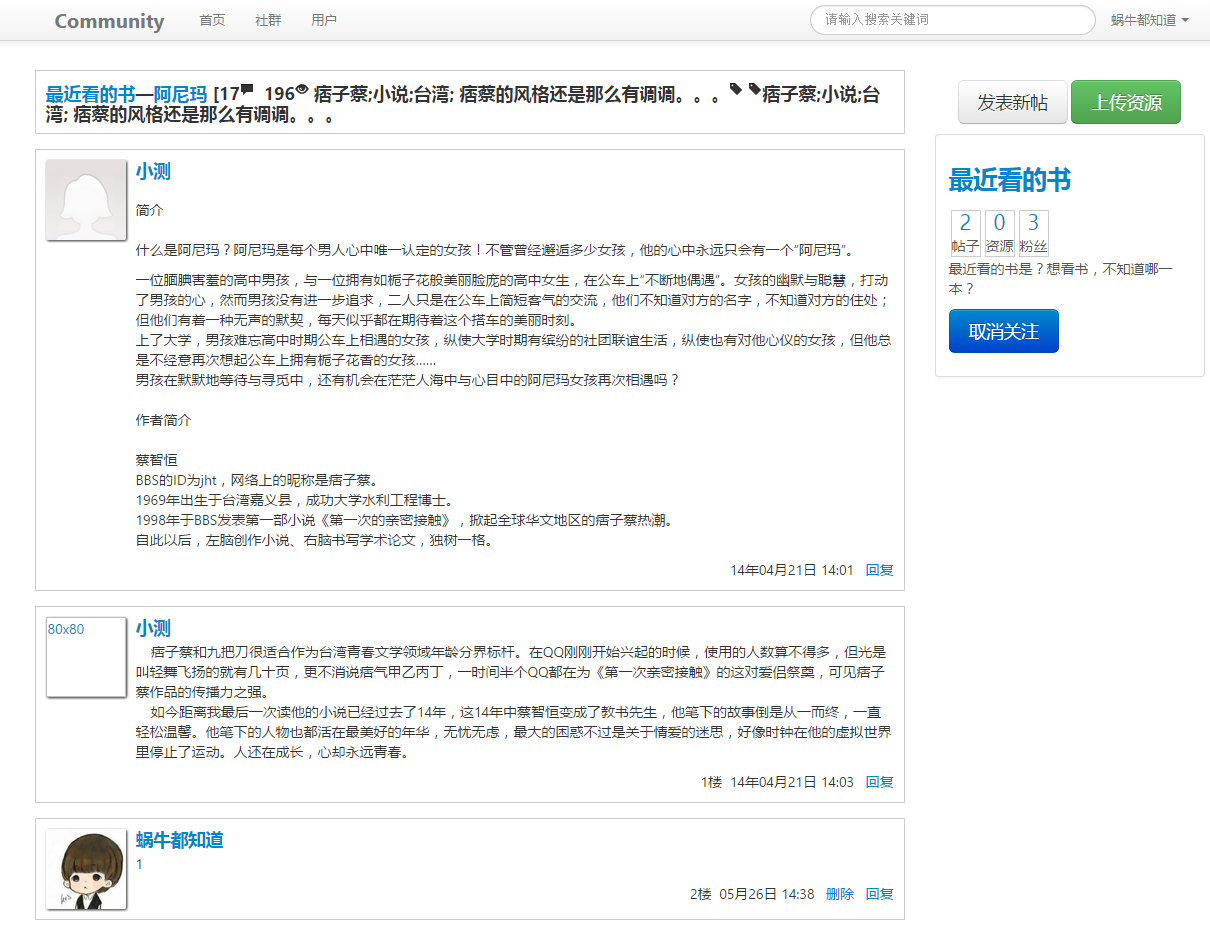 Community 首页 社群 用户 请输入搜索关键词 蜗牛都知道
最近看的书—阿尼玛 [17 196 痞子蔡;小说;台湾; 痞蔡的风格还是那么有调调。。。 痞子蔡;小说;台
湾; 痞蔡的风格还是那么有调调。。。
发表新帖 上传资源
小测
简介
什么是阿尼玛？阿尼玛是每个男人心中唯一认定的女孩！不管曾经邂逅多少女孩，他的心中永远只会有一个“阿尼玛”。
一位腼腆害羞的高中男孩，与一位拥有如栀子花般美丽脸庞的高中女生，在公车上“不断地偶遇”。女孩的幽默与聪慧，打动
了男孩的心，然而男孩没有进一步追求，二人只是在公车上简短客气的交流，他们不知道对方的名字，不知道对方的住处；
但他们有着一种无声的默契，每天似乎都在期待着这个搭车的美丽时刻。
上了大学，男孩难忘高中时期公车上相遇的女孩，纵使大学时期有缤纷的社团联谊生活，纵使也有对他心仪的女孩，但他总
是不经意再次想起公车上拥有栀子花香的女孩……
男孩在默默地等待与寻觅中，还有机会在茫茫人海中与心目中的阿尼玛女孩再次相遇吗？
作者简介
蔡智恒
BBS的ID为jht，网络上的昵称是痞子蔡。
1969年出生于台湾嘉义县，成功大学水利工程博士。
1998年于BBS发表第一部小说《第一次的亲密接触》，掀起全球华文地区的痞子蔡热潮。
自此以后，左脑创作小说、右脑书写学术论文，独树一格。
14年04月21日 14:01 回复
80x80
小测
痞子蔡和九把刀很适合作为台湾青春文学领域年龄分界标杆。在QQ刚刚开始兴起的时候，使用的人数算不得多，但光是
叫轻舞飞扬的就有几十页，更不消说痞气甲乙丙丁，一时间半个QQ都在为《第一次亲密接触》的这对爱侣祭奠，可见痞子
蔡作品的传播力之强。
如今距离我最后一次读他的小说已经过去了14年，这14年中蔡智恒变成了教书先生，他笔下的故事倒是从一而终，一直
轻松温馨。他笔下的人物也都活在最美好的年华，无忧无虑，最大的困惑不过是关于情爱的迷思，好像时钟在他的虚拟世界
里停止了运动。人还在成长，心却永远青春。
1楼 14年04月21日 14:03 回复
蜗牛都知道
1
2楼 05月26日 14:38 删除 回复
最近看的书
2 0 3
帖子 资源 粉丝
最近看的书是？想看书，不知道哪一
本？
取消关注